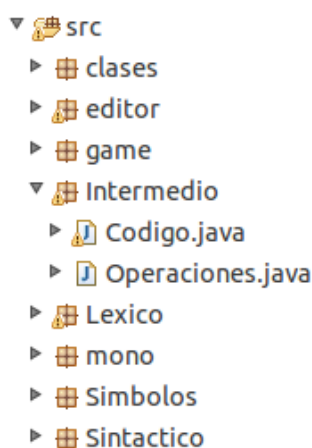 src
clases
editor
game
Intermedio
Codigo.java
Operaciones.java
Lexico
mono
Simbolos
Sintactico